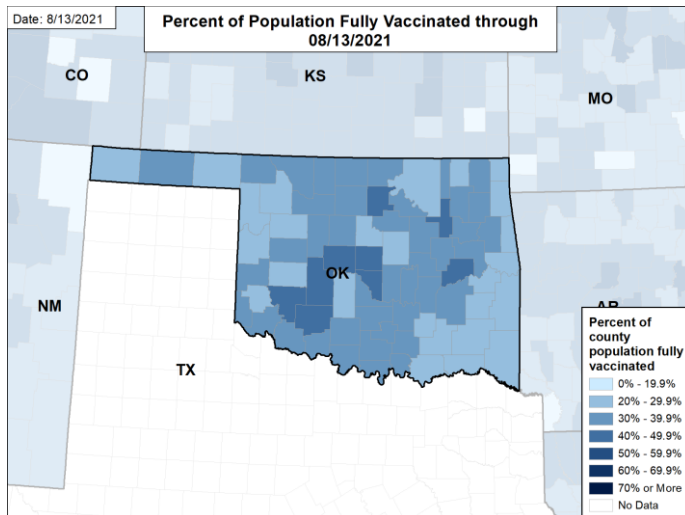 Date: 8/13/2021
Percent of Population Fully Vaccinated through
08/13/2021
CO
KS
MO
OK
NM
AR
TX
Percent of
county
population fully
vaccinated
0% - 19.9%
20% - 29.9%
30% - 39.9%
40% - 49.9%
50% - 59.9%
60% - 69.9%
70% or More
No Data